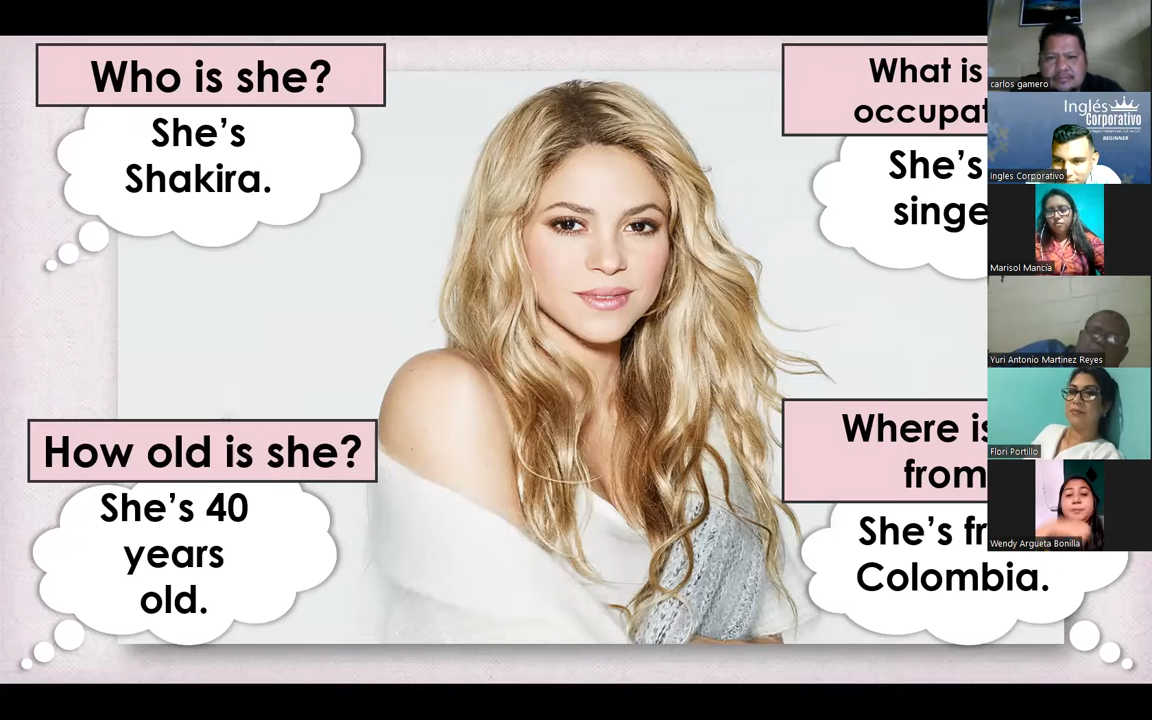 Who is she?
She's
Shakira.
What is
occupat
She's
singe
How old is she?
She's 40
years
old.
Where is
from
She's fr
Colombia.
carlos gamero
Inglés
Corporativo
BEGINNER
Ingles Corporativo
Marisol Mancía
Yuri Antonio Martinez Reyes
Flori Portillo
Wendy Argueta Bonilla